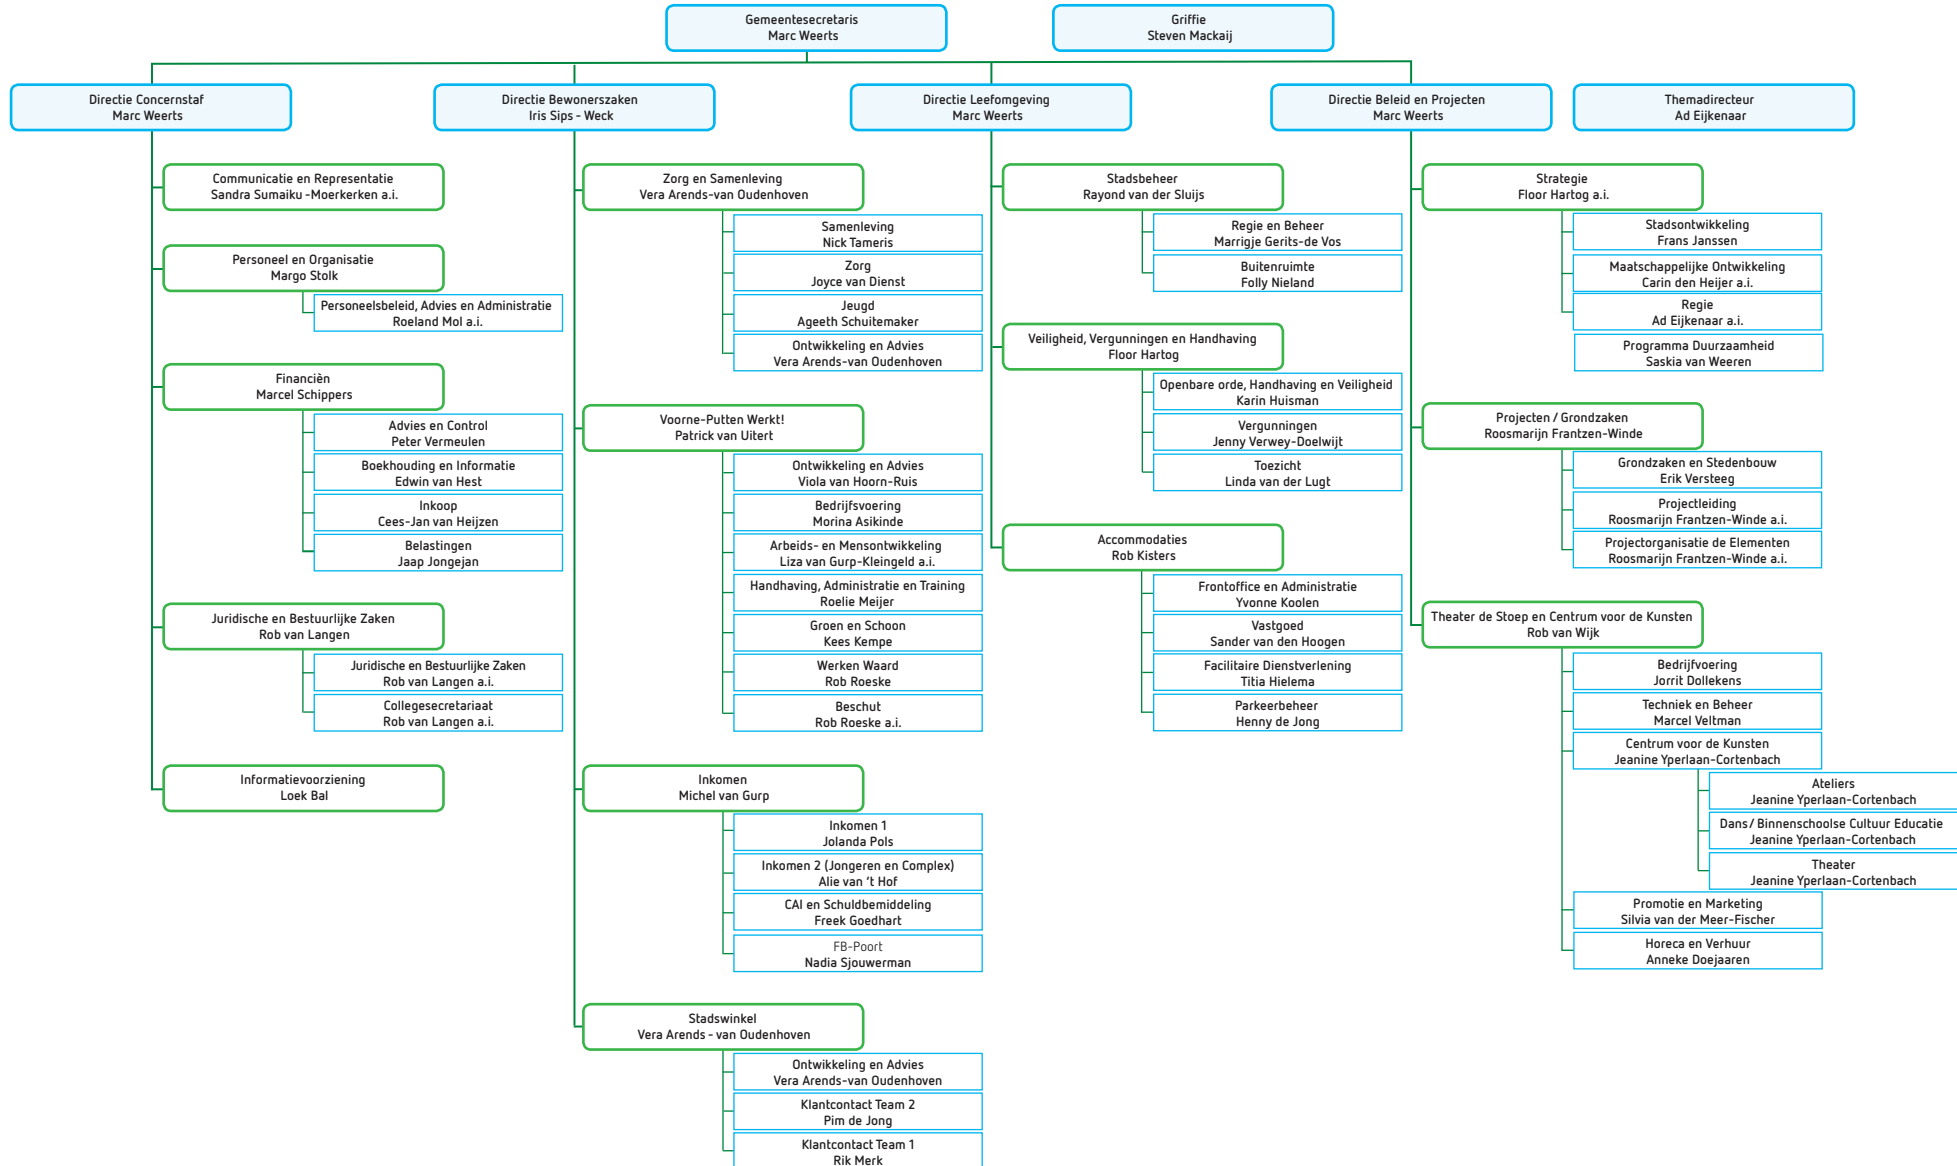 Gemeentesecretaris
Marc Weerts
Griffie
Steven Mackaij
Directie Concernstaf
Marc Weerts
Directie Bewonerszaken
Iris Sips - Weck
Directie Leefomgeving
Marc Weerts
Directie Beleid en Projecten
Marc Weerts
Themadirecteur
Ad Eijkenaar
Communicatie en Representatie
Sandra Sumaiku -Moerkerken a.i.
Personeel en Organisatie
Margo Stolk
Personeelsbeleid, Advies en Administratie
Roeland Mol a.i.
Financièn
Marcel Schippers
Advies en Control
Peter Vermeulen
Boekhouding en Informatie
Edwin van Hest
Inkoop
Cees-Jan van Heijzen
Belastingen
Jaap Jongejan
Juridische en Bestuurlijke Zaken
Rob van Langen
Juridische en Bestuurlijke Zaken
Rob van Langen a.i.
Collegesecretariaat
Rob van Langen a.i.
Informatievoorziening
Loek Bal
Zorg en Samenleving
Vera Arends-van Oudenhoven
Samenleving
Nick Tameris
Zorg
Joyce van Dienst
Jeugd
Ageeth Schuitemaker
Ontwikkeling en Advies
Vera Arends-van Oudenhoven
Voorne-Putten Werkt!
Patrick van Uitert
Ontwikkeling en Advies
Viola van Hoorn-Ruis
Bedrijfsvoering
Morina Asikinde
Arbeids- en Mensontwikkeling
Liza van Gurp-Kleingeld a.i.
Handhaving, Administratie en Training
Roelie Meijer
Groen en Schoon
Kees Kempe
Werken Waard
Rob Roeske
Beschut
Rob Roeske a.i.
Inkomen
Michel van Gurp
Inkomen 1
Jolanda Pols
Inkomen 2 (Jongeren en Complex)
Alie van ‘t Hof
CAI en Schuldbemiddeling
Freek Goedhart
FB-Poort
Nadia Sjouwerman
Stadswinkel
Vera Arends - van Oudenhoven
Ontwikkeling en Advies
Vera Arends-van Oudenhoven
Klantcontact Team 2
Pim de Jong
Klantcontact Team 1
Rik Merk
Stadsbeheer
Rayond van der Sluijs
Regie en Beheer
Marrigje Gerits-de Vos
Buitenruimte
Folly Nieland
Veiligheid, Vergunningen en Handhaving
Floor Hartog
Openbare orde, Handhaving en Veiligheid
Karin Huisman
Vergunningen
Jenny Verwey-Doelwijt
Toezicht
Linda van der Lugt
Accommodaties
Rob Kisters
Frontoffice en Administratie
Yvonne Koolen
Vastgoed
Sander van den Hoogen
Facilitaire Dienstverlening
Titia Hielema
Parkeerbeheer
Henny de Jong
Strategie
Floor Hartog a.i.
Stadsontwikkeling
Frans Janssen
Maatschappelijke Ontwikkeling
Carin den Heijer a.i.
Regie
Ad Eijkenaar a.i.
Programma Duurzaamheid
Saskia van Weeren
Projecten / Grondzaken
Roosmarijn Frantzen-Winde
Grondzaken en Stedenbouw
Erik Versteeg
Projectleiding
Roosmarijn Frantzen-Winde a.i.
Projectorganisatie de Elementen
Roosmarijn Frantzen-Winde a.i.
Theater de Stoep en Centrum voor de Kunsten
Rob van Wijk
Bedrijfvoering
Jorrit Dollekens
Techniek en Beheer
Marcel Veltman
Centrum voor de Kunsten
Jeanine Yperlaan-Cortenbach
Ateliers
Jeanine Yperlaan-Cortenbach
Dans / Binnenschoolse Cultuur Educatie
Jeanine Yperlaan-Cortenbach
Theater
Jeanine Yperlaan-Cortenbach
Promotie en Marketing
Silvia van der Meer-Fischer
Horeca en Verhuur
Anneke Doejaaren